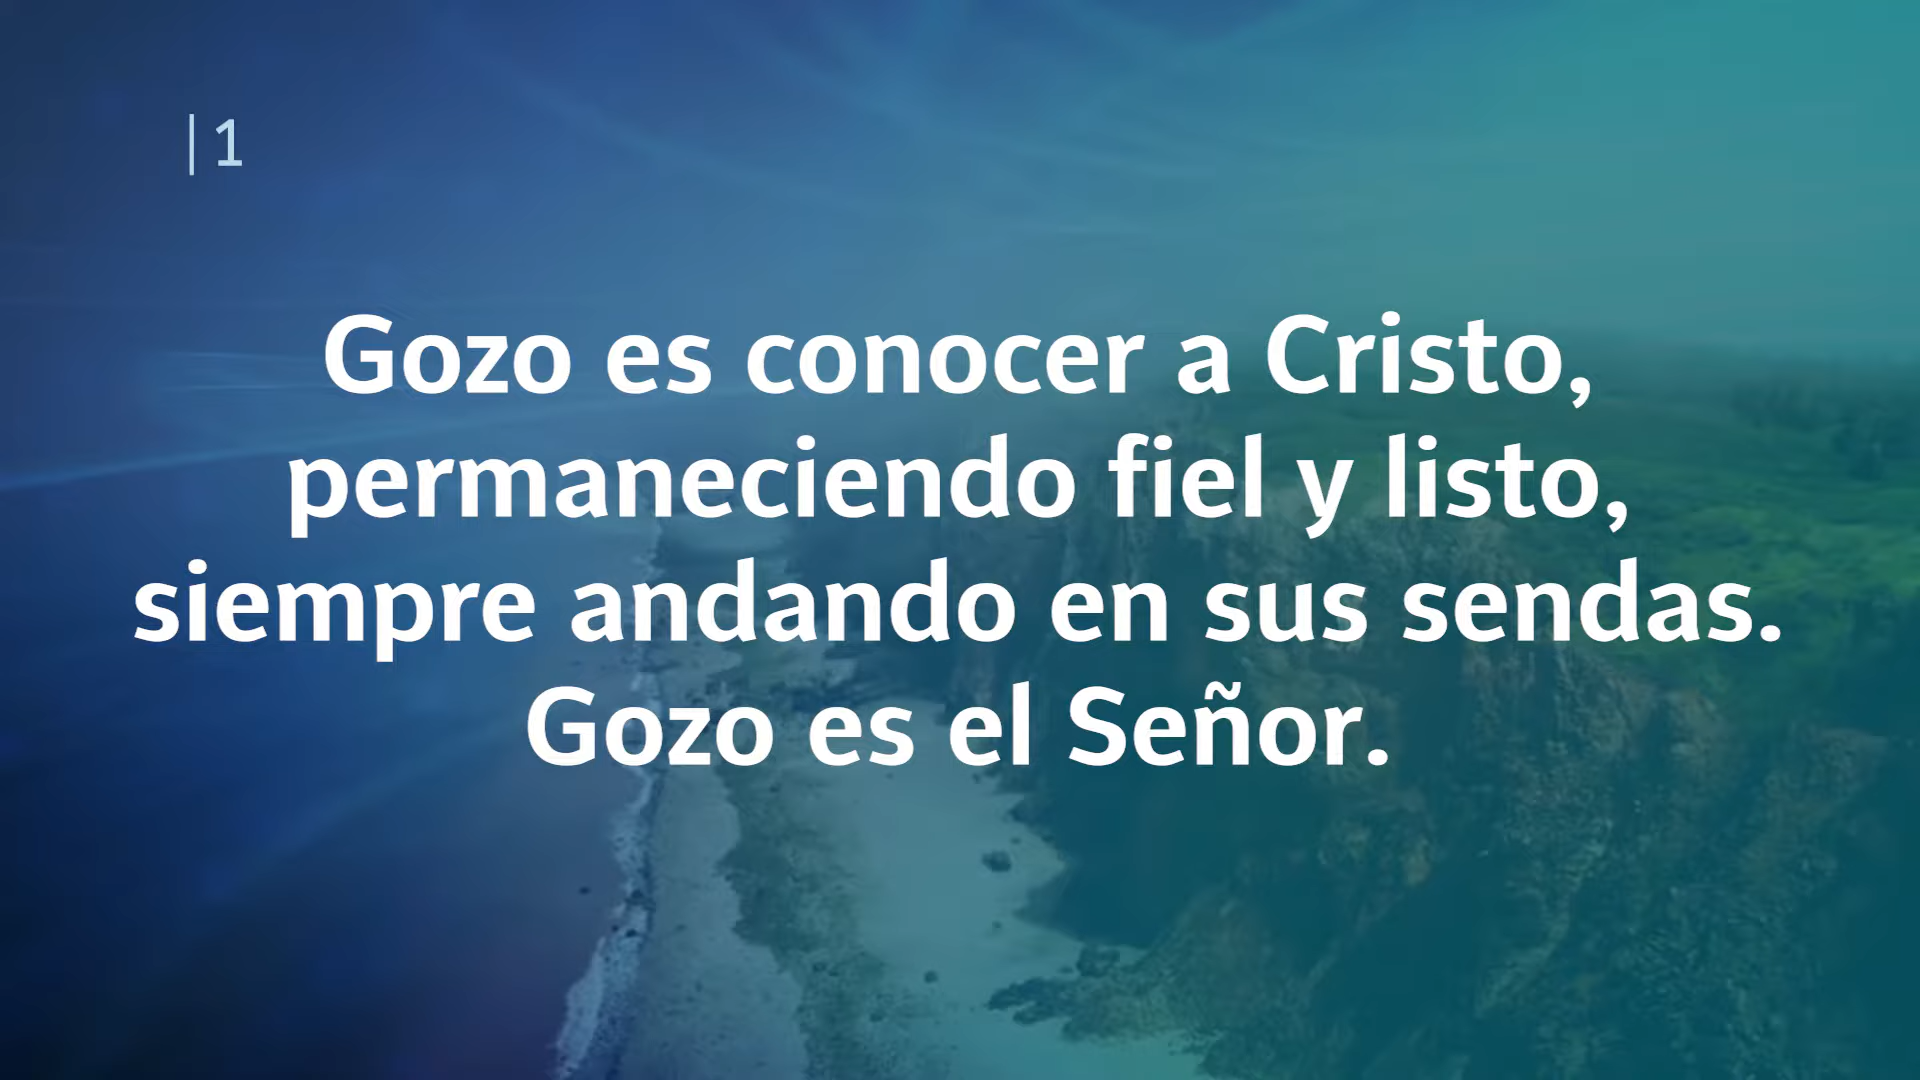 | 1
Gozo es conocer a Cristo,
permaneciendo fiel y listo,
siempre andando en sus sendas.
Gozo es el Señor.